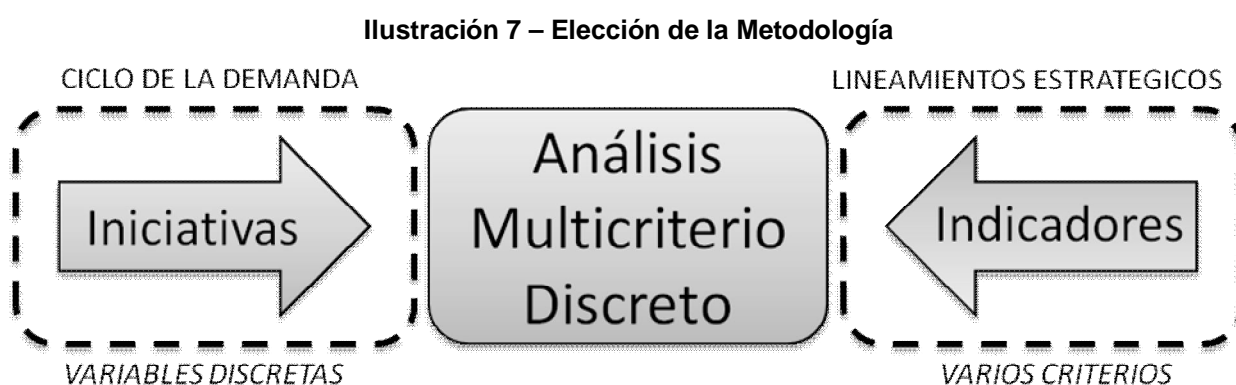 Ilustración 7 – Elección de la Metodología
CICLO DE LA DEMANDA
LINEAMIENTOS ESTRATEGICOS
Iniciativas
Análisis
Multicriterio
Discreto
Indicadores
VARIABLES DISCRETAS
VARIOS CRITERIOS